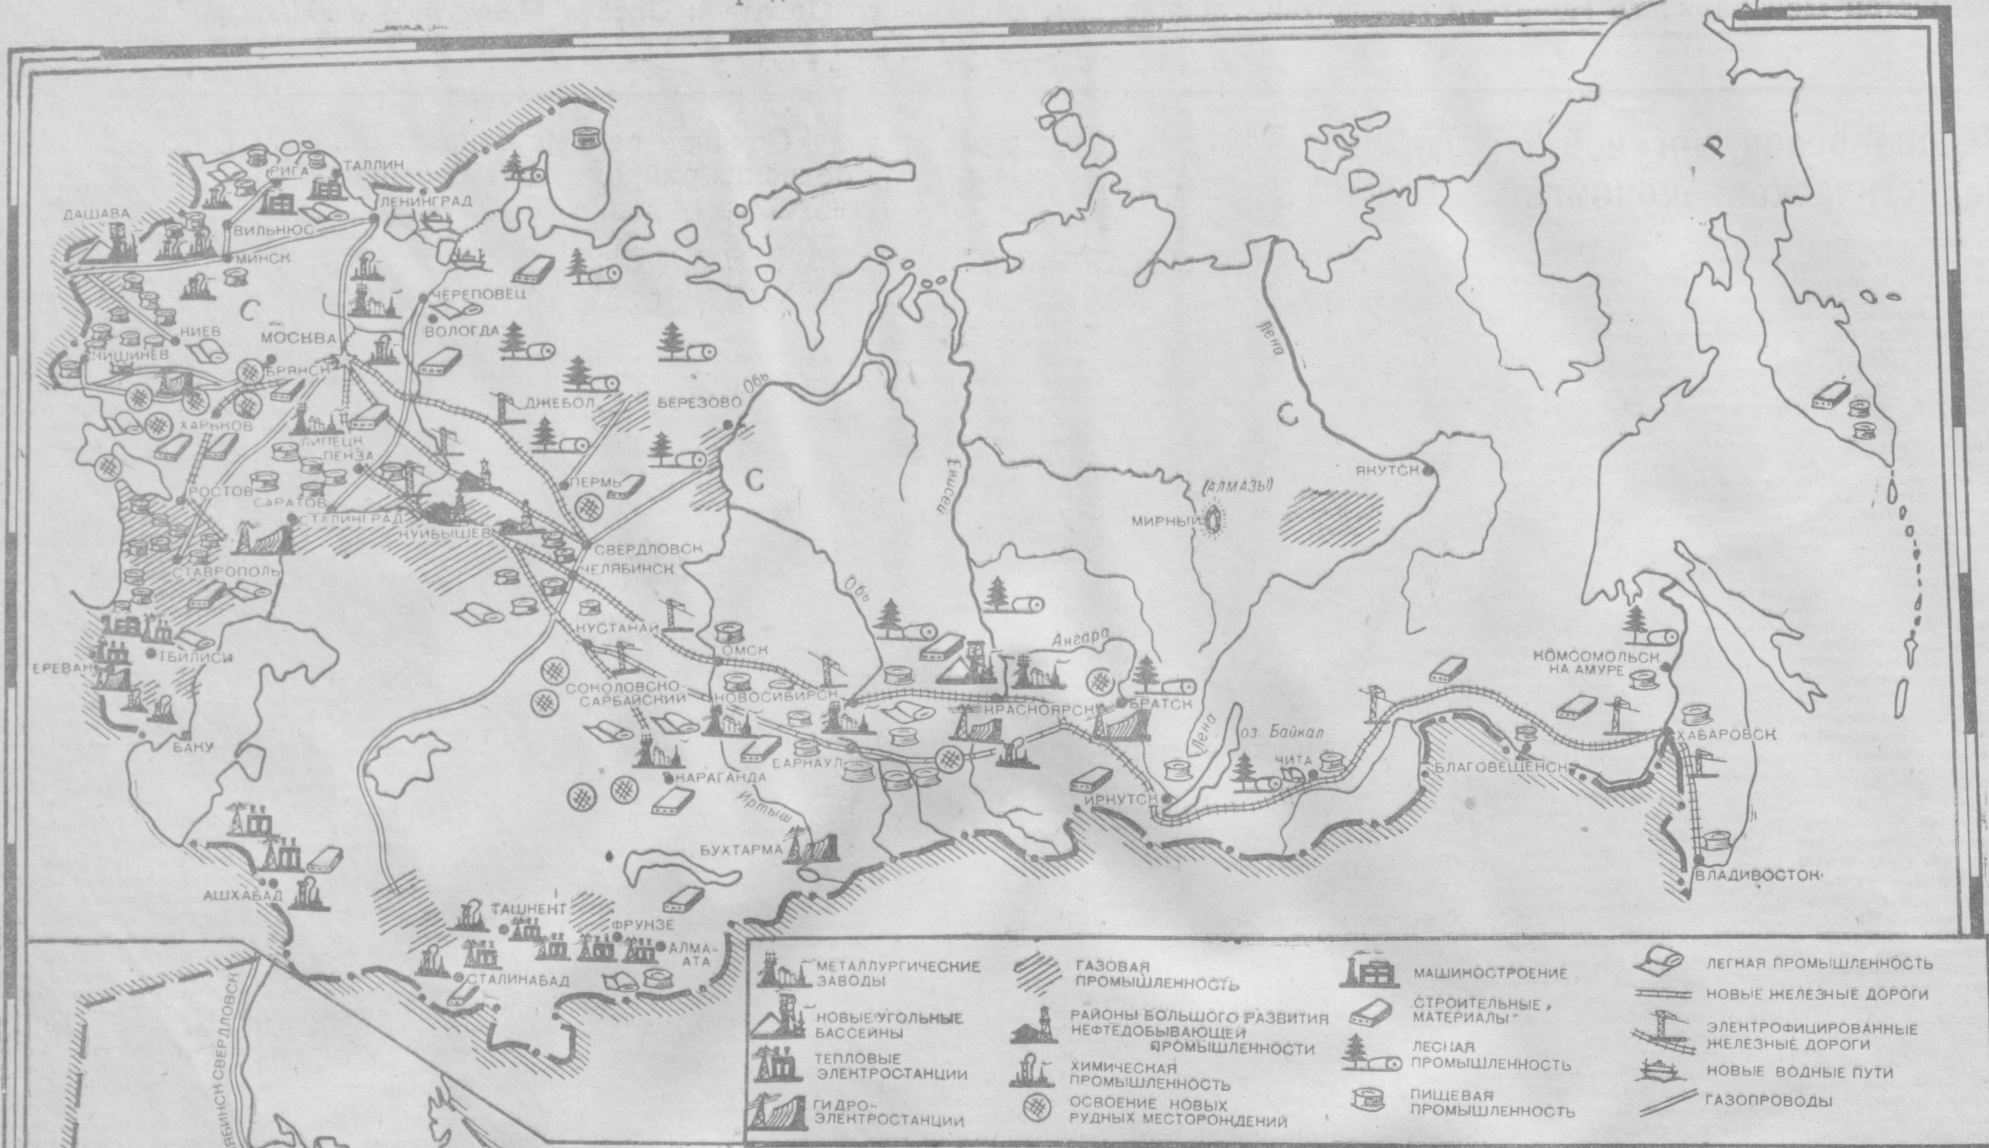 Р
ТАЛЛИН
РИГА
ЛЕНИНГРАД
ДАШАВА
ВИЛЬНЮС
МИНСК
ЧЕРЕПОВЕЦ
С
КИЕВ
МОСКВА
ВОЛОГДА
Лена
КИШИНЕВ
БРЯНСК
Обь
ДЖЕБОЛ
БЕРЕЗОВО
С
ХАРЬКОВ
ЛИПЕЦК
ПЕНЗА
Енисей
ЯКУТСК
С
ПЕРМЬ
(АЛМАЗЫ)
РОСТОВ
САРАТОВ
СТАЛИНГРАД
МИРНЫЙ
КУЙБЫШЕВ
СВЕРДЛОВСК
СТАВРОПОЛЬ
ЧЕЛЯБИНСК
Обь
КУСТАНАЙ
Ангара
ОМСК
ТБИЛИСИ
ЕРЕВАН
КОМСОМОЛЬСК
НА АМУРЕ
СОКОЛОВСКО-
САРБАЙСКИЙ
НОВОСИБИРСК
КРАСНОЯРСК
БРАТСК
Лена
оз. Байкал
ХАБАРОВСК
БАКУ
БАРНАУЛ
ЧИТА
БЛАГОВЕЩЕНСК
КАРАГАНДА
Иртыш
ИРКУТСК
БУХТАРМА
ВЛАДИВОСТОК
АШХАБАД
ТАШКЕНТ
ФРУНЗЕ
АЛМА-
АТА
СТАЛИНАБАД
МЕТАЛЛУРГИЧЕСКИЕ
ЗАВОДЫ
НОВЫЕ УГОЛЬНЫЕ
БАССЕЙНЫ
ТЕПЛОВЫЕ
ЭЛЕКТРОСТАНЦИИ
ГИДРО-
ЭЛЕКТРОСТАНЦИИ
ГАЗОВАЯ
ПРОМЫШЛЕННОСТЬ
РАЙОНЫ БОЛЬШОГО РАЗВИТИЯ
НЕФТЕДОБЫВАЮЩЕЙ
ПРОМЫШЛЕННОСТИ
ХИМИЧЕСКАЯ
ПРОМЫШЛЕННОСТЬ
ОСВОЕНИЕ НОВЫХ
РУДНЫХ МЕСТОРОЖДЕНИЙ
МАШИНОСТРОЕНИЕ
СТРОИТЕЛЬНЫЕ
МАТЕРИАЛЫ
ЛЕСНАЯ
ПРОМЫШЛЕННОСТЬ
ПИЩЕВАЯ
ПРОМЫШЛЕННОСТЬ
ЛЕГКАЯ ПРОМЫШЛЕННОСТЬ
НОВЫЕ ЖЕЛЕЗНЫЕ ДОРОГИ
ЭЛЕКТРОФИЦИРОВАННЫЕ
ЖЕЛЕЗНЫЕ ДОРОГИ
НОВЫЕ ВОДНЫЕ ПУТИ
ГАЗОПРОВОДЫ
СВЕРДЛОВСК